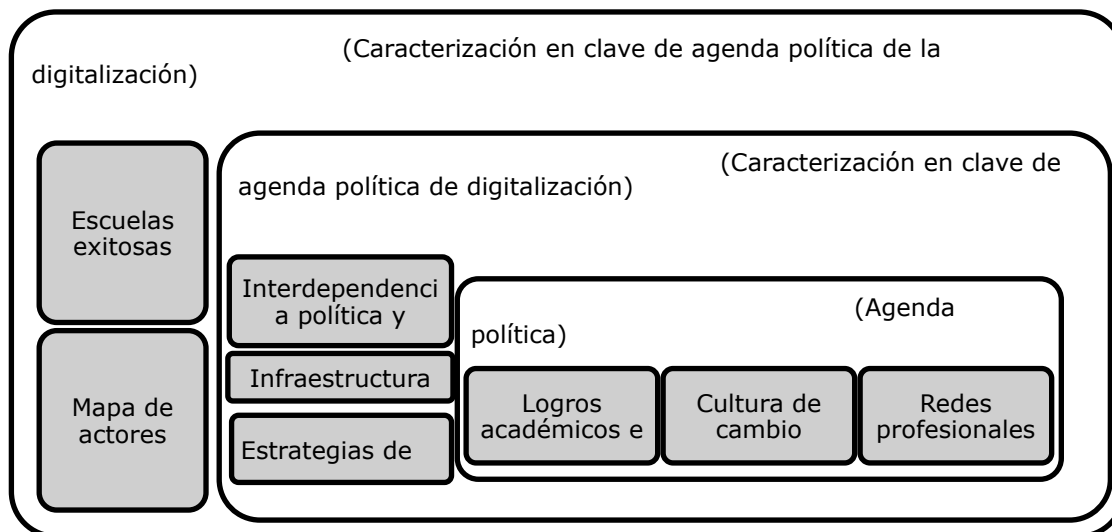 (Caracterización en clave de agenda política de la
digitalización)
(Caracterización en clave de
agenda política de digitalización)
Escuelas
exitosas
Interdependenci
a política y
(Agenda
política)
Infraestructura
Mapa de
actores
Estrategias de
Logros
académicos e
Cultura de
cambio
Redes
profesionales